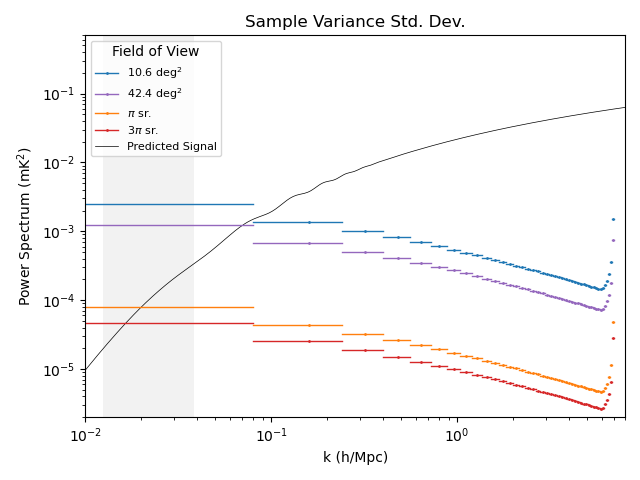 Sample Variance Std. Dev.
Field of View
10.6 deg²
42.4 deg²
π sr.
3π sr.
Predicted Signal
Power Spectrum (mK²)
10⁻¹
10⁻²
10⁻³
10⁻⁴
10⁻⁵
10⁻²
10⁻¹
10⁰
k (h/Mpc)